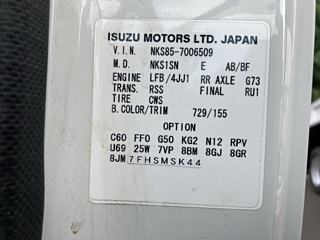 ISUZU MOTORS LTD. JAPAN
V.I.N. NKS85-7006509
M.D. NKS1SN E AB/BF
ENGINE LFB/4JJ1 RR AXLE G73
TRANS. RSS FINAL RU1
TIRE CWS
B.COLOR/TRIM 729/155
OPTION
C60 FF0 G50 KG2 N12 RPV
U69 25W 7VP 8BM 8GJ 8GR
8JM 7FHSMSK44